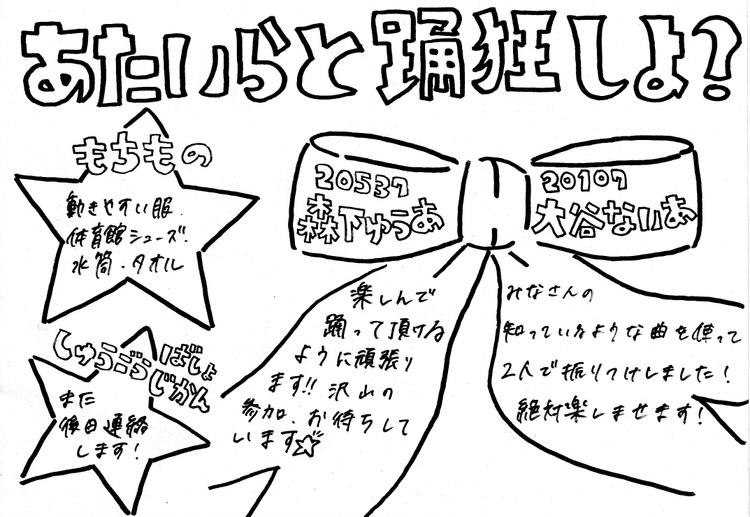 あたいらと踊狂しよ?
もちもの
動きやすい服.
体育館シューズ.
水筒.タオル
しゅうごうばしょ
じかん
また
後日連絡
します!
20537
森下ゆうあ
楽しんで
踊って頂ける
ように頑張り
ます!!沢山の
参加、お待ちして
います☆
20107
大谷ないあ
みなさんの
知っているような曲を使って
2人で振りつけしました!
絶対楽しませます!